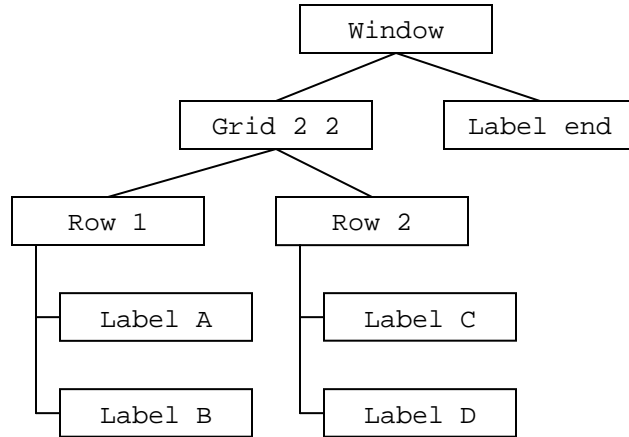 Window
Grid 2 2
Label end
Row 1
Row 2
Label A
Label C
Label B
Label D